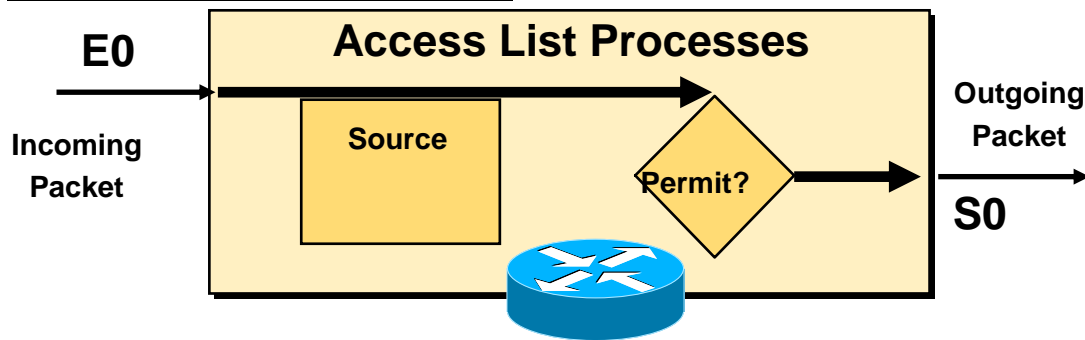 Access List Processes
E0
Incoming
Packet
Source
Permit?
Outgoing
Packet
S0